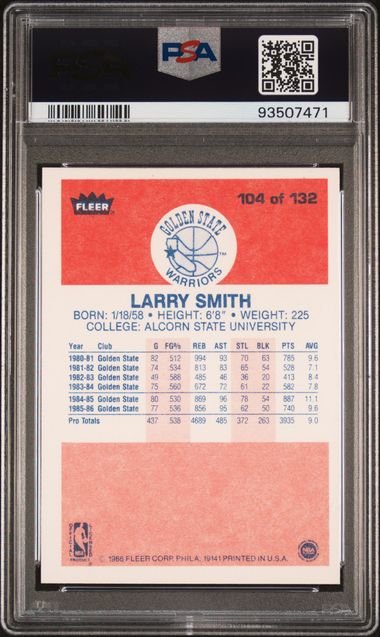 PSA
93507471
FLEER
104 of 132
GOLDEN STATE
WARRIORS
TM
LARRY SMITH
BORN: 1/18/58 • HEIGHT: 6'8" • WEIGHT: 225
COLLEGE: ALCORN STATE UNIVERSITY
Year Club G FG% REB AST STL BLK PTS AVG
1980-81 Golden State 82 512 994 93 70 63 785 9.6
1981-82 Golden State 74 534 813 83 65 54 528 7.1
1982-83 Golden State 49 588 485 46 36 20 413 8.4
1983-84 Golden State 75 560 672 72 61 22 582 7.8
1984-85 Golden State 80 530 869 96 78 54 887 11.1
1985-86 Golden State 77 536 856 95 62 50 740 9.6
Pro Totals 437 538 4689 485 372 263 3935 9.0
© 1986 FLEER CORP. PHILA. 19141 PRINTED IN U.S.A.